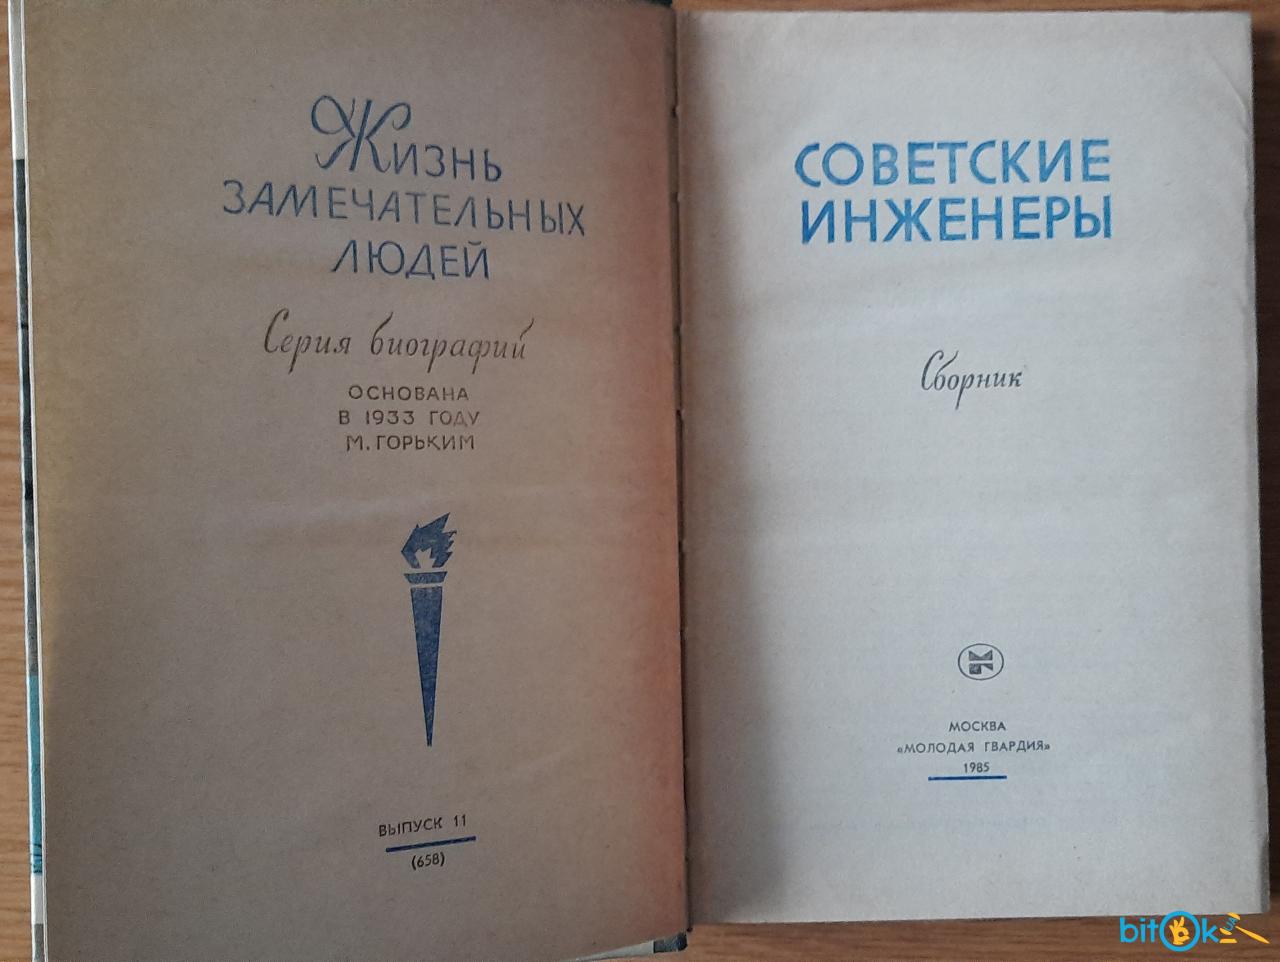 Жизнь
ЗАМЕЧАТЕЛЬНЫХ
ЛЮДЕЙ
Серия биографий
ОСНОВАНА
В 1933 ГОДУ
М. ГОРЬКИМ
ВЫПУСК 11
(658)
СОВЕТСКИЕ
ИНЖЕНЕРЫ
Сборник
МОСКВА
«МОЛОДАЯ ГВАРДИЯ»
1985
bitOk UA